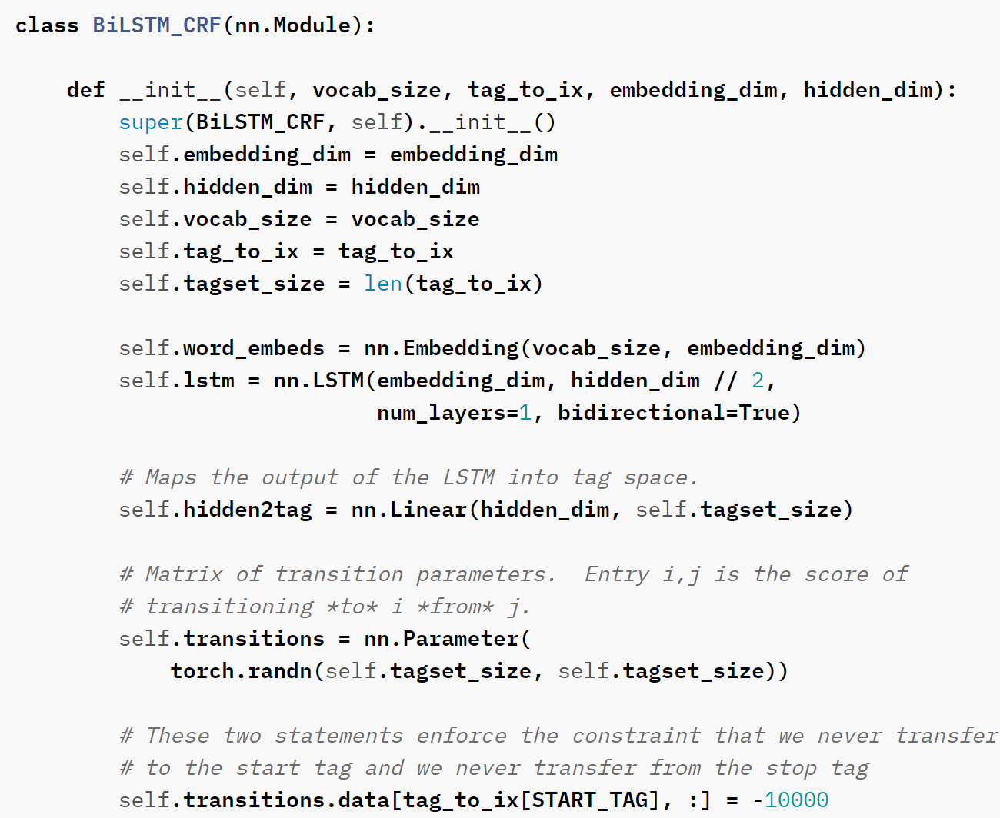 class BiLSTM_CRF(nn.Module):

    def __init__(self, vocab_size, tag_to_ix, embedding_dim, hidden_dim):
        super(BiLSTM_CRF, self).__init__()
        self.embedding_dim = embedding_dim
        self.hidden_dim = hidden_dim
        self.vocab_size = vocab_size
        self.tag_to_ix = tag_to_ix
        self.tagset_size = len(tag_to_ix)

        self.word_embeds = nn.Embedding(vocab_size, embedding_dim)
        self.lstm = nn.LSTM(embedding_dim, hidden_dim // 2,
                            num_layers=1, bidirectional=True)

        # Maps the output of the LSTM into tag space.
        self.hidden2tag = nn.Linear(hidden_dim, self.tagset_size)

        # Matrix of transition parameters.  Entry i,j is the score of
        # transitioning *to* i *from* j.
        self.transitions = nn.Parameter(
            torch.randn(self.tagset_size, self.tagset_size))

        # These two statements enforce the constraint that we never transfer
        # to the start tag and we never transfer from the stop tag
        self.transitions.data[tag_to_ix[START_TAG], :] = -10000